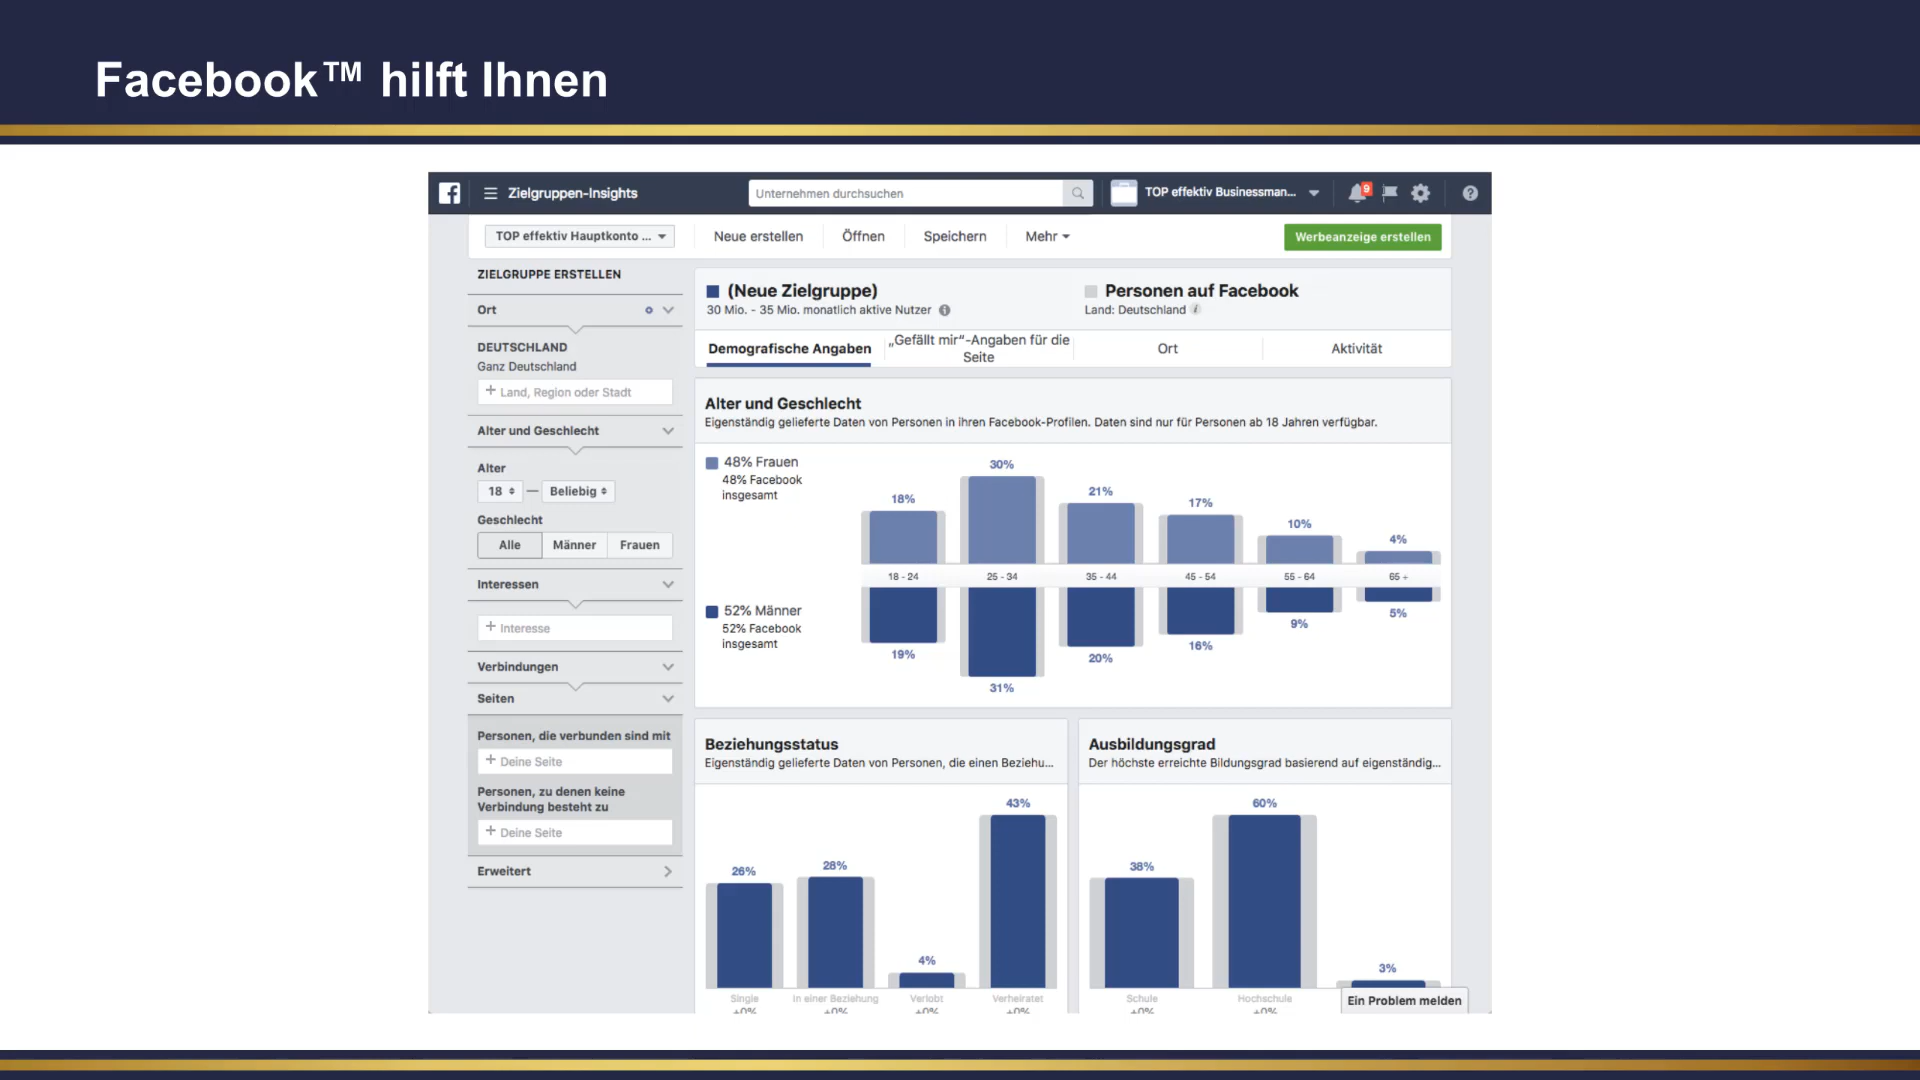 Facebook™ hilft Ihnen
Zielgruppen-Insights
Unternehmen durchsuchen
TOP effektiv Businessman...
9
TOP effektiv Hauptkonto ...
Neue erstellen
Öffnen
Speichern
Mehr
Werbeanzeige erstellen
ZIELGRUPPE ERSTELLEN
Ort
DEUTSCHLAND
Ganz Deutschland
+ Land, Region oder Stadt
Alter und Geschlecht
Alter
18 — Beliebig
Geschlecht
Alle Männer Frauen
Interessen
+ Interesse
Verbindungen
Seiten
Personen, die verbunden sind mit
+ Deine Seite
Personen, zu denen keine
Verbindung besteht zu
+ Deine Seite
Erweitert
(Neue Zielgruppe)
30 Mio. - 35 Mio. monatlich aktive Nutzer
Personen auf Facebook
Land: Deutschland
Demografische Angaben
„Gefällt mir“-Angaben für die
Seite
Ort
Aktivität
Alter und Geschlecht
Eigenständig gelieferte Daten von Personen in ihren Facebook-Profilen. Daten sind nur für Personen ab 18 Jahren verfügbar.
48% Frauen
48% Facebook
insgesamt
18% 30% 21% 17% 10% 4%
18 - 24 25 - 34 35 - 44 45 - 54 55 - 64 65 +
52% Männer
52% Facebook
insgesamt
19% 31% 20% 16% 9% 5%
Beziehungsstatus
Eigenständig gelieferte Daten von Personen, die einen Beziehu...
26% 28% 4% 43%
Single In einer Beziehung Verlobt Verheiratet
+0% +0% +0% +0%
Ausbildungsgrad
Der höchste erreichte Bildungsgrad basierend auf eigenständig...
38% 60% 3%
Schule Hochschule
+0% +0%
Ein Problem melden